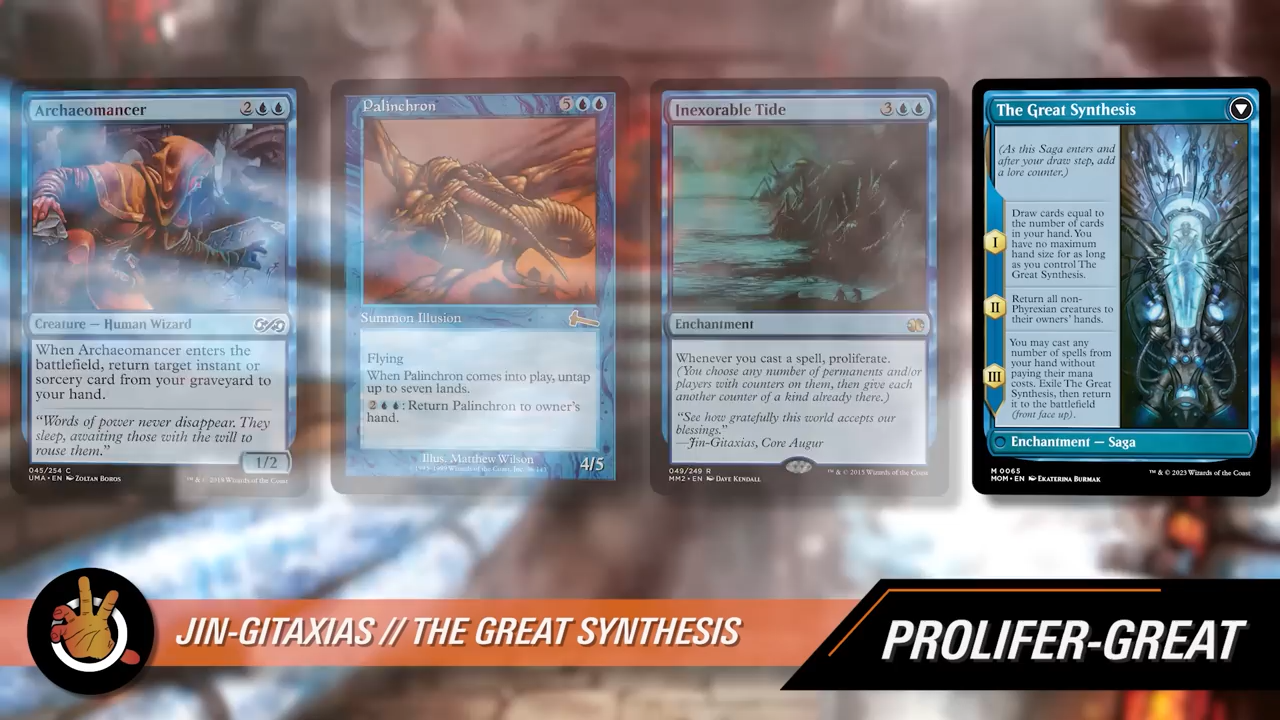 Archaeomancer 2
Creature — Human Wizard
When Archaeomancer enters the
battlefield, return target instant or
sorcery card from your graveyard to
your hand.
“Words of power never disappear. They
sleep, awaiting those with the will to
rouse them.”
1/2
045/254 C
UMA • EN ZOLTAN BOROS ™ & © 2018 Wizards of the Coast
Palinchron 5
Summon Illusion
Flying
When Palinchron comes into play, untap
up to seven lands.
2: Return Palinchron to owner's
hand.
Illus. Matthew Wilson
4/5
Inexorable Tide 3
Enchantment
Whenever you cast a spell, proliferate.
(You choose any number of permanents and/or
players with counters on them, then give each
another counter of a kind already there.)
“See how gratefully this world accepts our
blessings.”
—Jin-Gitaxias, Core Augur
049/249 R
MM2 • EN DAVE KENDALL ™ & © 2015 Wizards of the Coast
The Great Synthesis
(As this Saga enters and
after your draw step, add
a lore counter.)
I
Draw cards equal to
the number of cards
in your hand. You
have no maximum
hand size for as long
as you control The
Great Synthesis.
II
Return all non-
Phyrexian creatures to
their owners' hands.
III
You may cast any
number of spells from
your hand without
paying their mana
costs. Exile The Great
Synthesis, then return
it to the battlefield
(front face up).
Enchantment — Saga
M 0065
MOM • EN EKATERINA BURMAK ™ & © 2023 Wizards of the Coast
JIN-GITAXIAS // THE GREAT SYNTHESIS
PROLIFER-GREAT